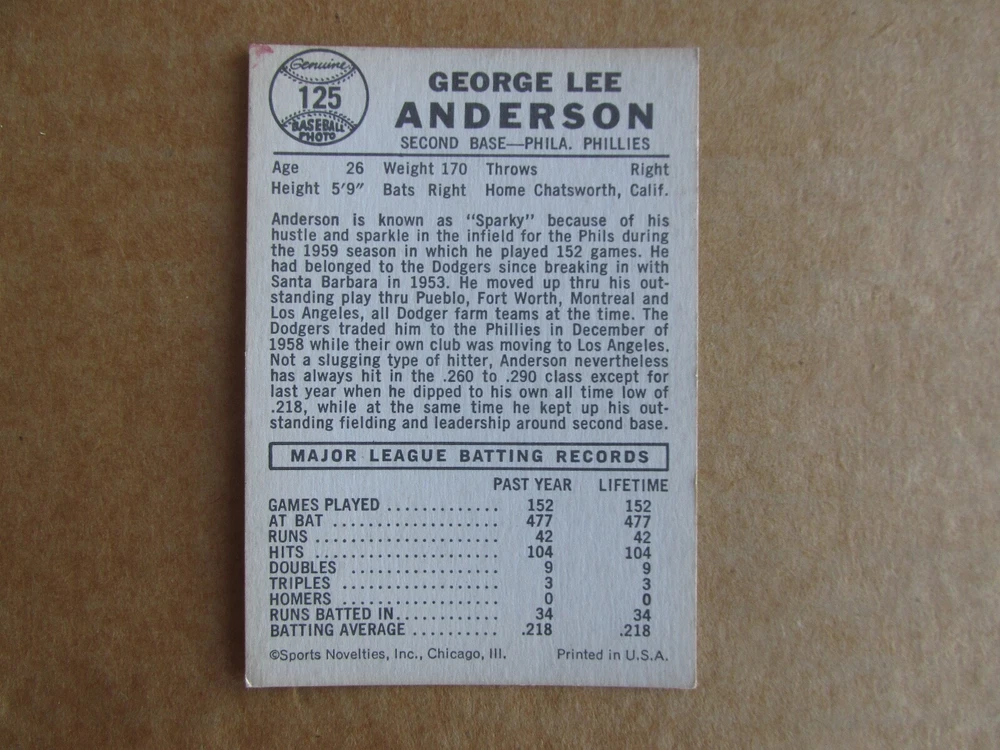 Genuine
125
BASEBALL
PHOTO
GEORGE LEE
ANDERSON
SECOND BASE—PHILA. PHILLIES
Age 26 Weight 170 Throws Right
Height 5'9" Bats Right Home Chatsworth, Calif.
Anderson is known as "Sparky" because of his
hustle and sparkle in the infield for the Phils during
the 1959 season in which he played 152 games. He
had belonged to the Dodgers since breaking in with
Santa Barbara in 1953. He moved up thru his out-
standing play thru Pueblo, Fort Worth, Montreal and
Los Angeles, all Dodger farm teams at the time. The
Dodgers traded him to the Phillies in December of
1958 while their own club was moving to Los Angeles.
Not a slugging type of hitter, Anderson nevertheless
has always hit in the .260 to .290 class except for
last year when he dipped to his own all time low of
.218, while at the same time he kept up his out-
standing fielding and leadership around second base.
MAJOR LEAGUE BATTING RECORDS
PAST YEAR LIFETIME
GAMES PLAYED ............. 152 152
AT BAT .................... 477 477
RUNS ...................... 42 42
HITS ...................... 104 104
DOUBLES .................. 9 9
TRIPLES ................... 3 3
HOMERS ................... 0 0
RUNS BATTED IN............ 34 34
BATTING AVERAGE .......... .218 .218
©Sports Novelties, Inc., Chicago, Ill. Printed in U.S.A.